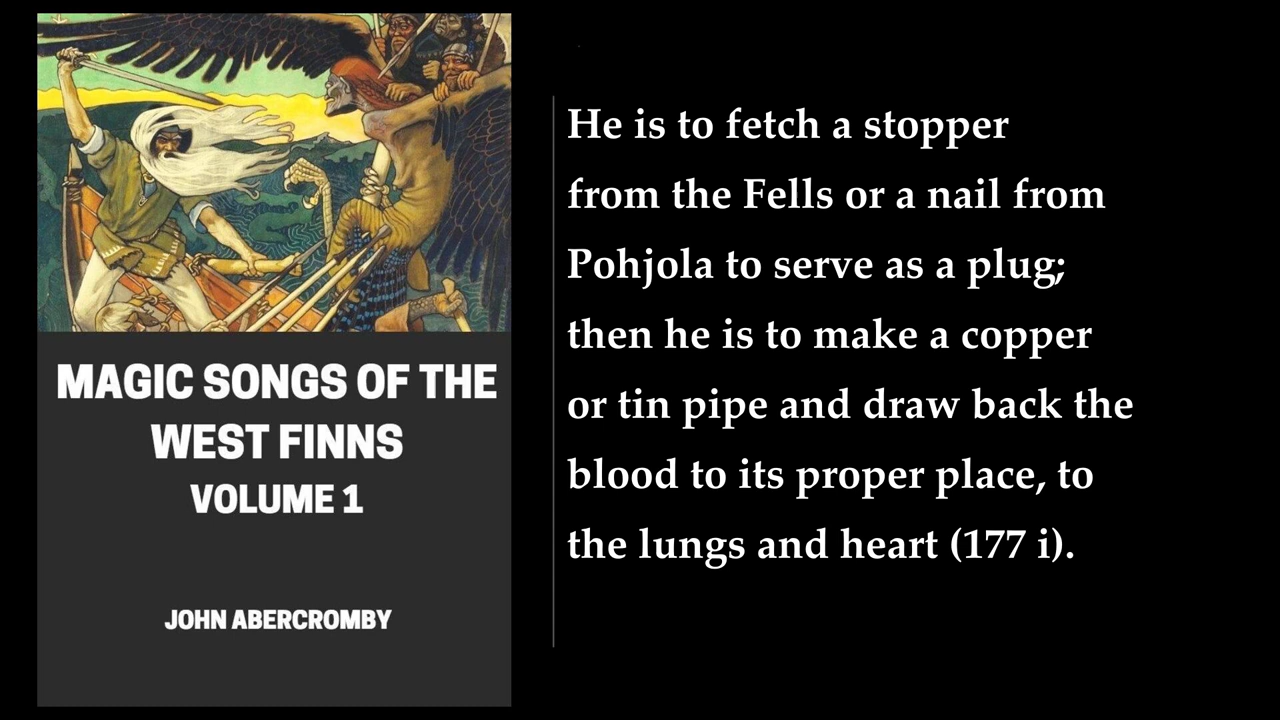 MAGIC SONGS OF THE
WEST FINNS
VOLUME 1
JOHN ABERCROMBY
He is to fetch a stopper
from the Fells or a nail from
Pohjola to serve as a plug;
then he is to make a copper
or tin pipe and draw back the
blood to its proper place, to
the lungs and heart (177 i).